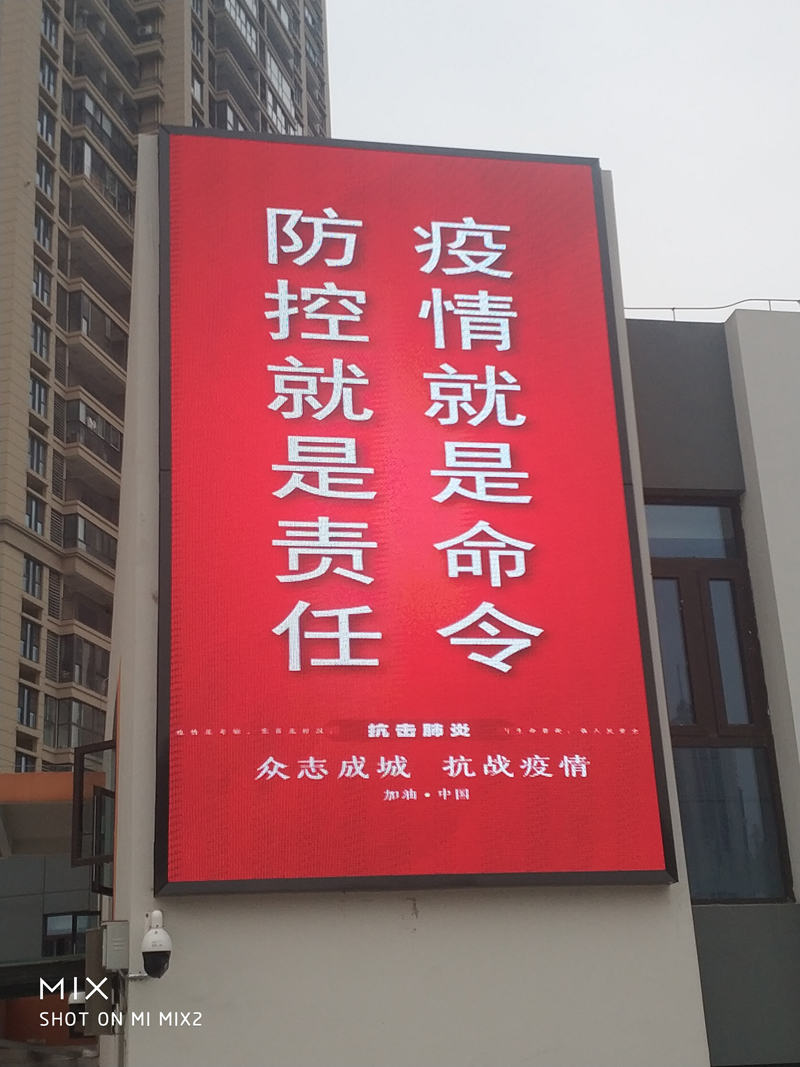 疫情就是命令
防控就是责任
抗击肺炎
众志成城 抗战疫情
加油·中国
MIX
SHOT ON MI MIX2